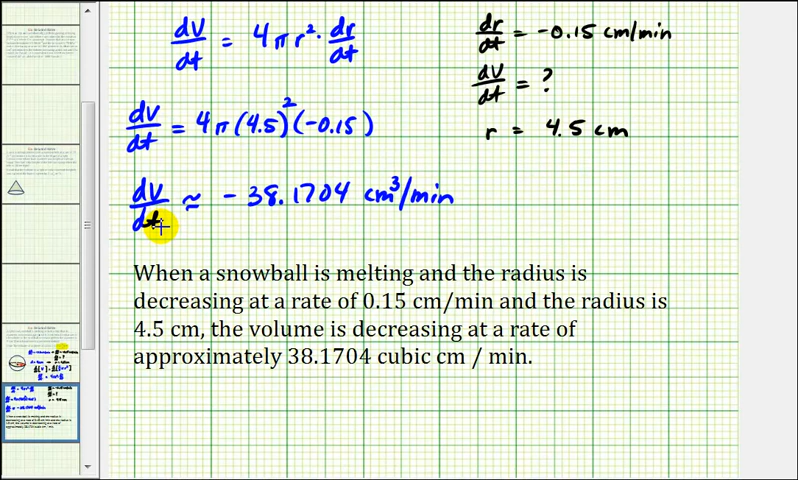 dV/dt = 4πr² · dr/dt
dr/dt = -0.15 cm/min
dV/dt = ?
r = 4.5 cm
dV/dt = 4π(4.5)²(-0.15)
dV/dt ≈ -38.1704 cm³/min
When a snowball is melting and the radius is
decreasing at a rate of 0.15 cm/min and the radius is
4.5 cm, the volume is decreasing at a rate of
approximately 38.1704 cubic cm / min.